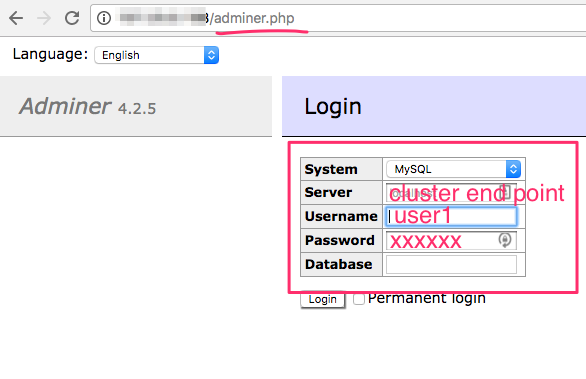 /adminer.php
Language: English
Adminer 4.2.5
Login
System MySQL
Server cluster end point
Username user1
Password xxxxxx
Database
Login Permanent login